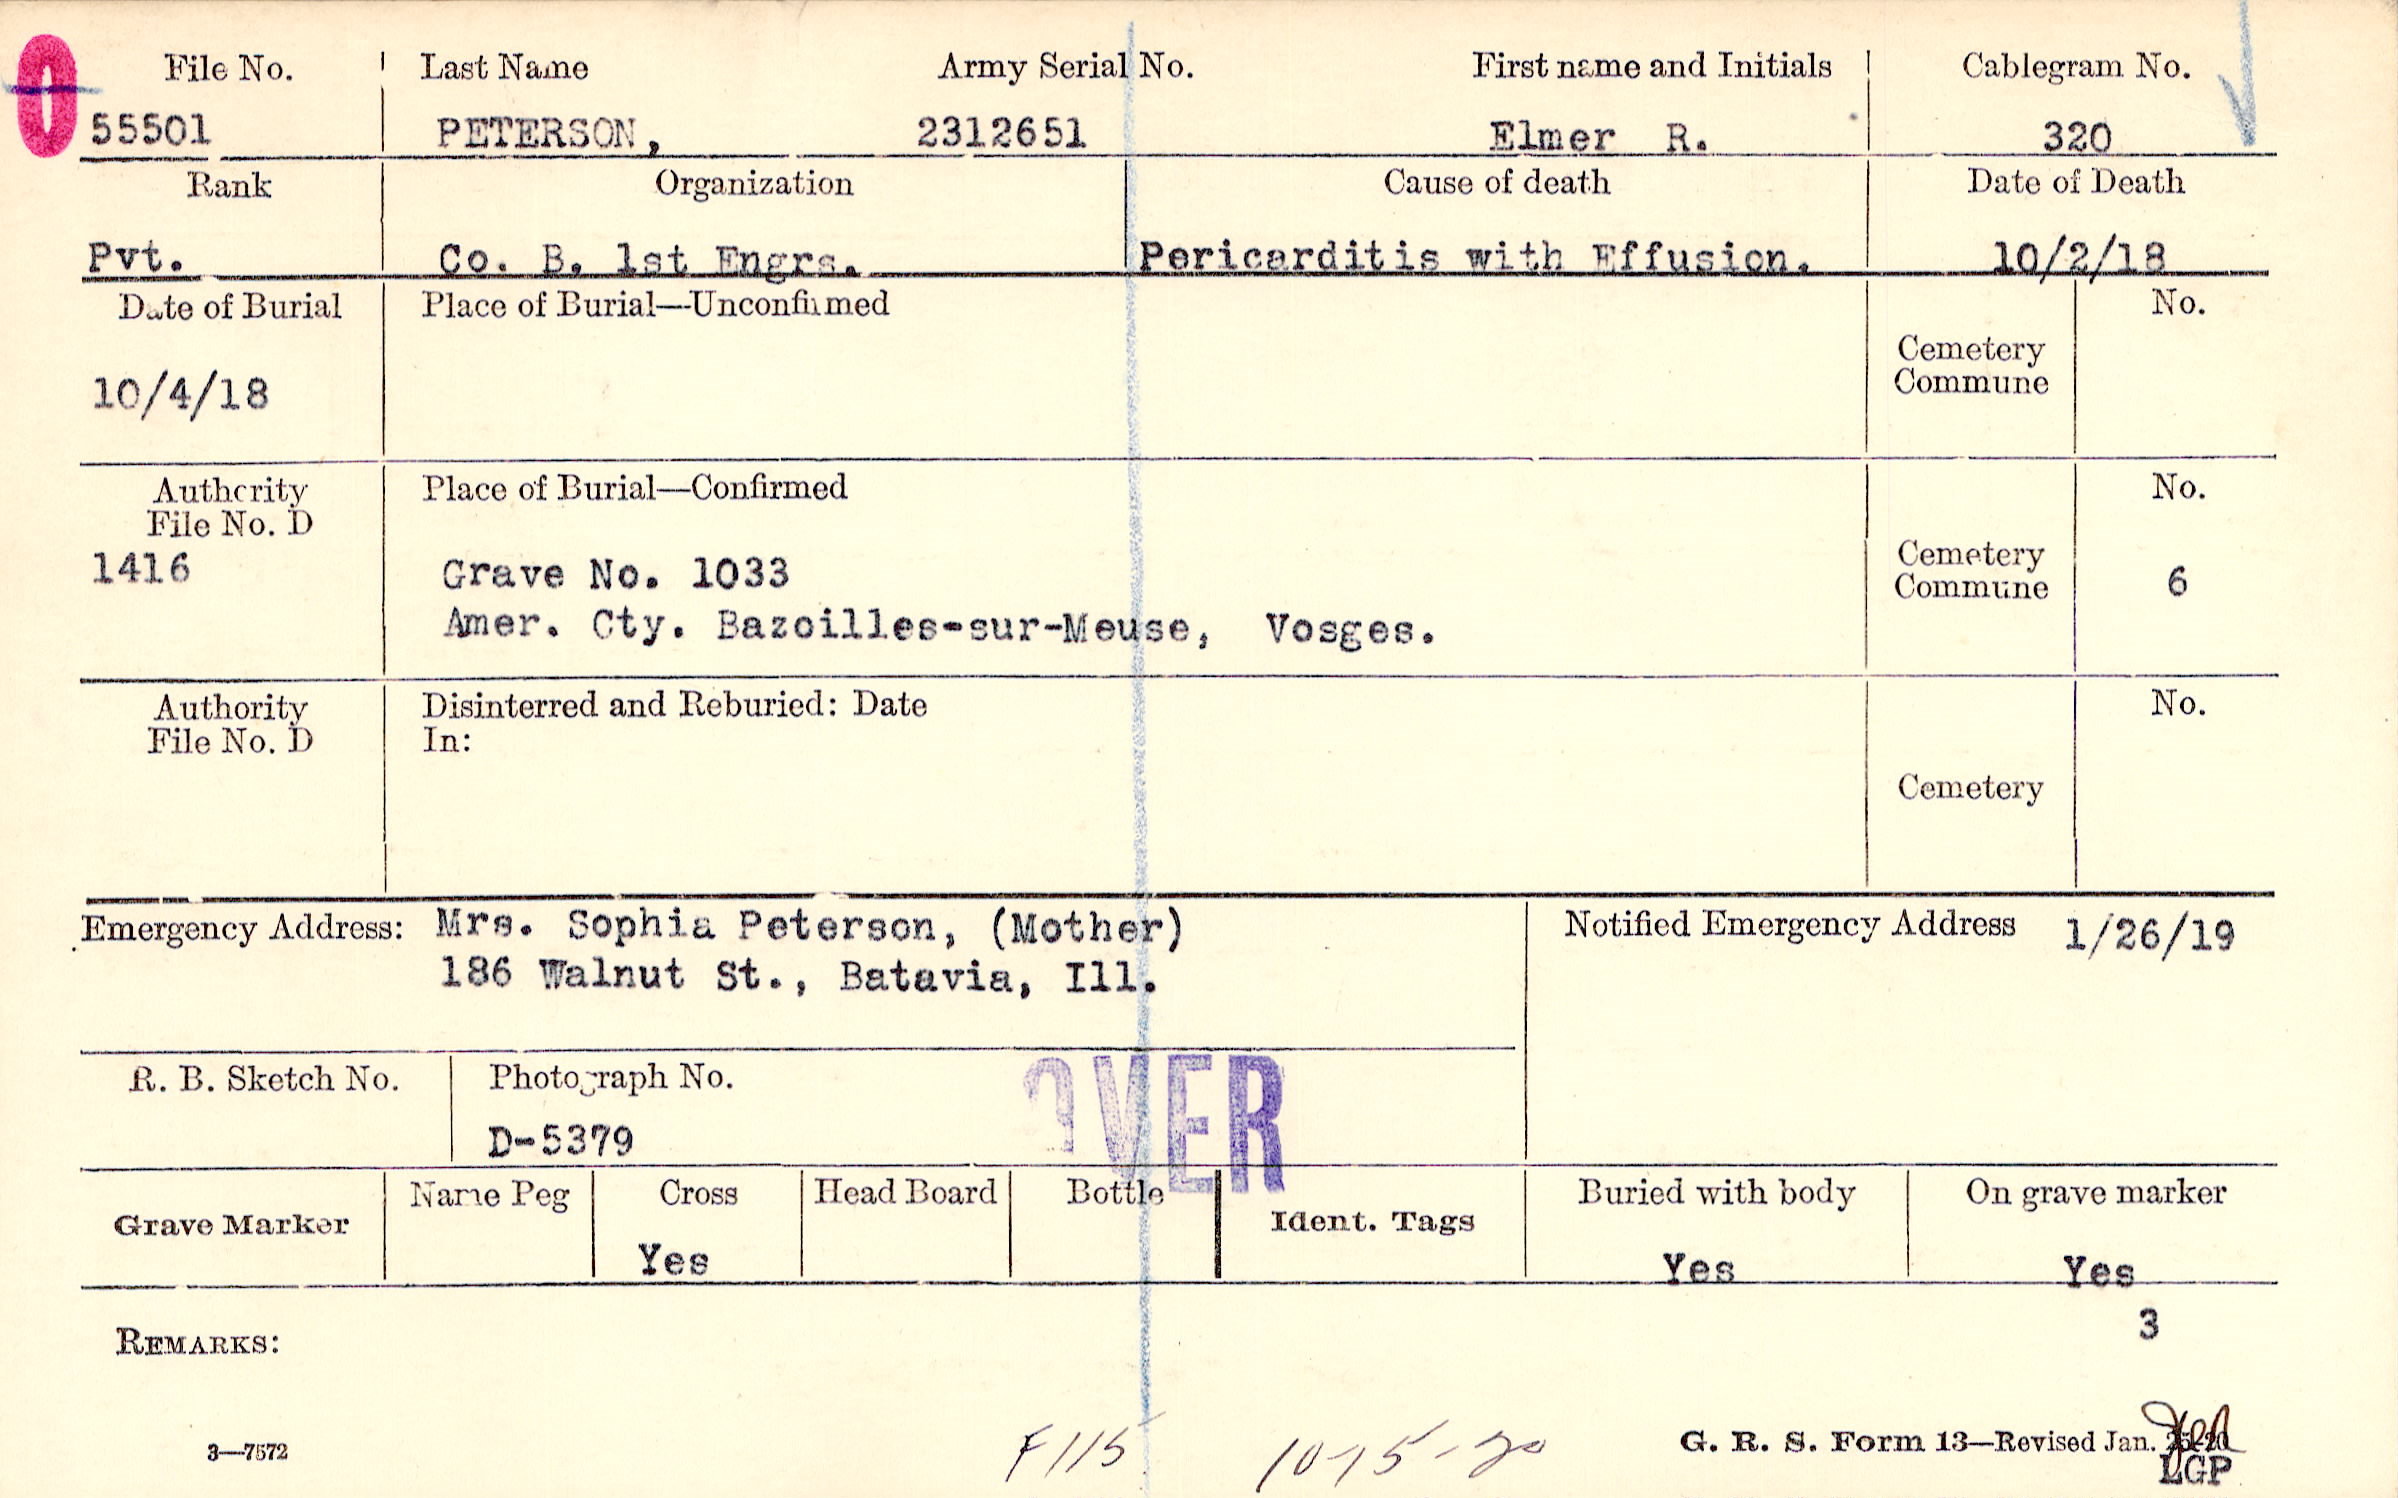 File No. Last Name Army Serial No. First name and Initials Cablegram No.
55501 PETERSON, 2312651 Elmer R. 320
Rank Organization Cause of death Date of Death
Pvt. Co. B. 1st Engrs. Pericarditis with Effusion. 10/2/18
Date of Burial Place of Burial—Unconfirmed No.
Cemetery
Commune
10/4/18
Authority Place of Burial—Confirmed No.
File No. D
1416 Grave No. 1033 Cemetery
Commune 6
Amer. Cty. Bazoilles-sur-Meuse, Vosges.
Authority Disinterred and Reburied: Date No.
File No. D In:
Cemetery
Emergency Address: Mrs. Sophia Peterson, (Mother) Notified Emergency Address 1/26/19
186 Walnut St., Batavia, Ill.
R. B. Sketch No. Photograph No.
D-5379
OVER
Grave Marker Name Peg Cross Head Board Bottle Ident. Tags Buried with body On grave marker
Yes Yes Yes
3
REMARKS:
3—7572 F115 10-15-20 G. R. S. Form 13—Revised Jan.
LGP